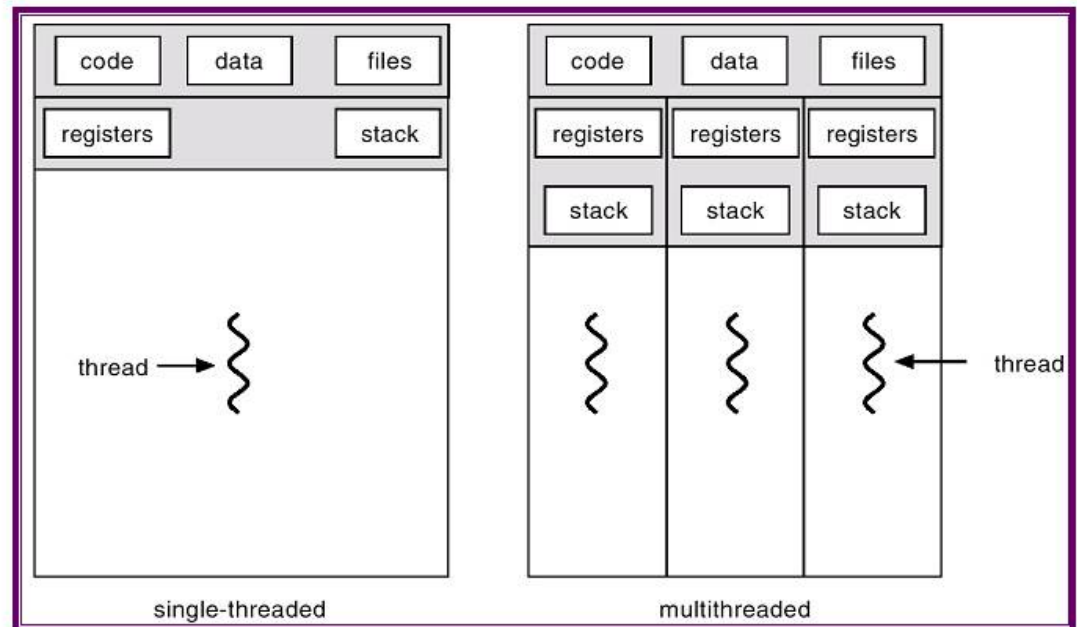 code data files
registers stack
thread
single-threaded
code data files
registers registers registers
stack stack stack
thread
multithreaded